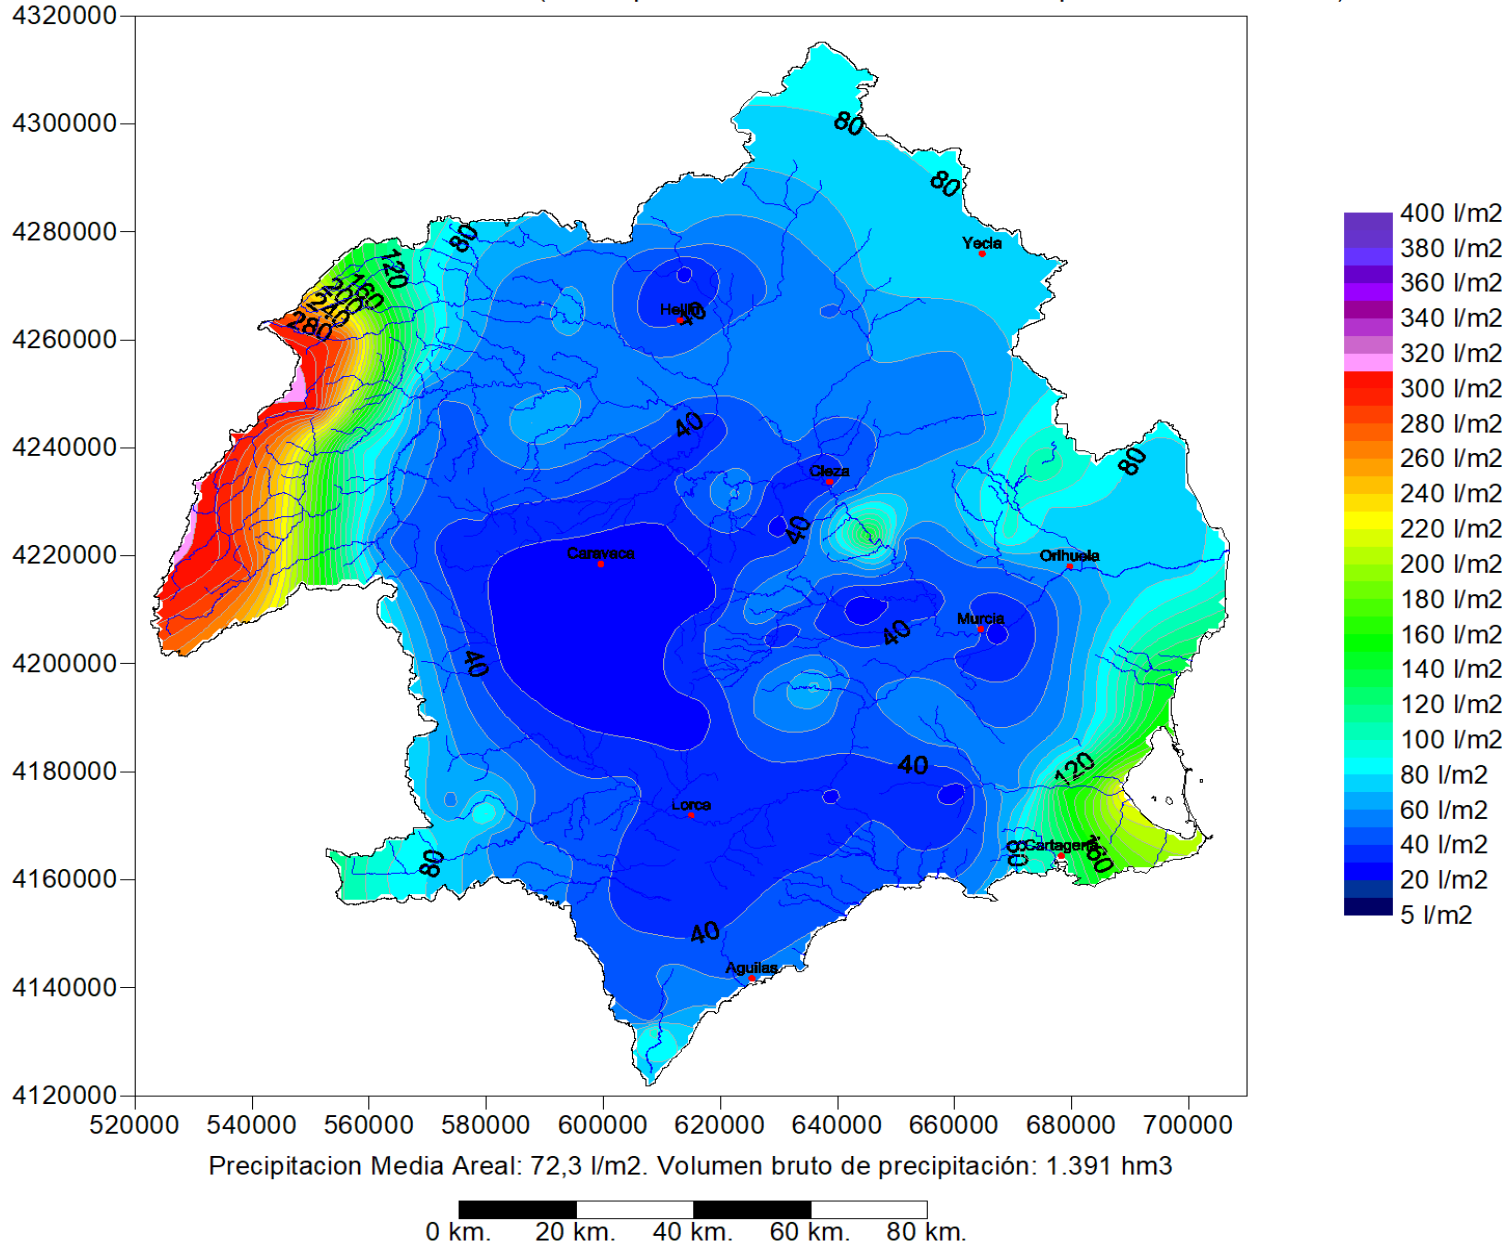 4320000
4300000
4280000
4260000
4240000
4220000
4200000
4180000
4160000
4140000
4120000
520000 540000 560000 580000 600000 620000 640000 660000 680000 700000
80
80
Yecla
80
120
160
200
240
280
Hellin
40
40
Cieza
40
80
Caravaca
Orihuela
Murcia
40
40
40
120
Lorca
80
80
Cartagena
160
40
Aguilas
400 l/m2
380 l/m2
360 l/m2
340 l/m2
320 l/m2
300 l/m2
280 l/m2
260 l/m2
240 l/m2
220 l/m2
200 l/m2
180 l/m2
160 l/m2
140 l/m2
120 l/m2
100 l/m2
80 l/m2
60 l/m2
40 l/m2
20 l/m2
5 l/m2
Precipitacion Media Areal: 72,3 l/m2. Volumen bruto de precipitación: 1.391 hm3
0 km. 20 km. 40 km. 60 km. 80 km.